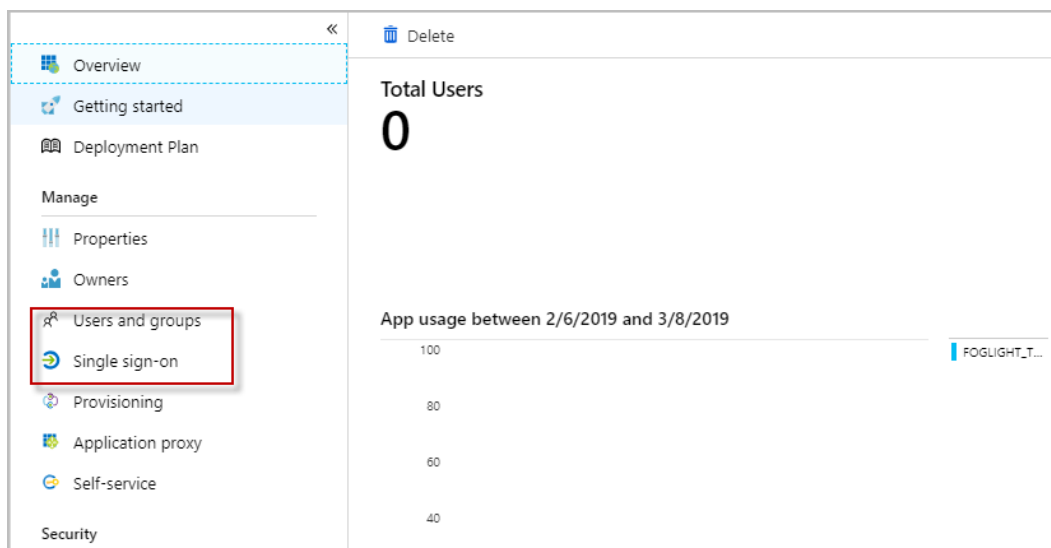 «
Overview
Getting started
Deployment Plan
Manage
Properties
Owners
Users and groups
Single sign-on
Provisioning
Application proxy
Self-service
Security
Delete
Total Users
0
App usage between 2/6/2019 and 3/8/2019
100
80
60
40
FOGLIGHT_T...